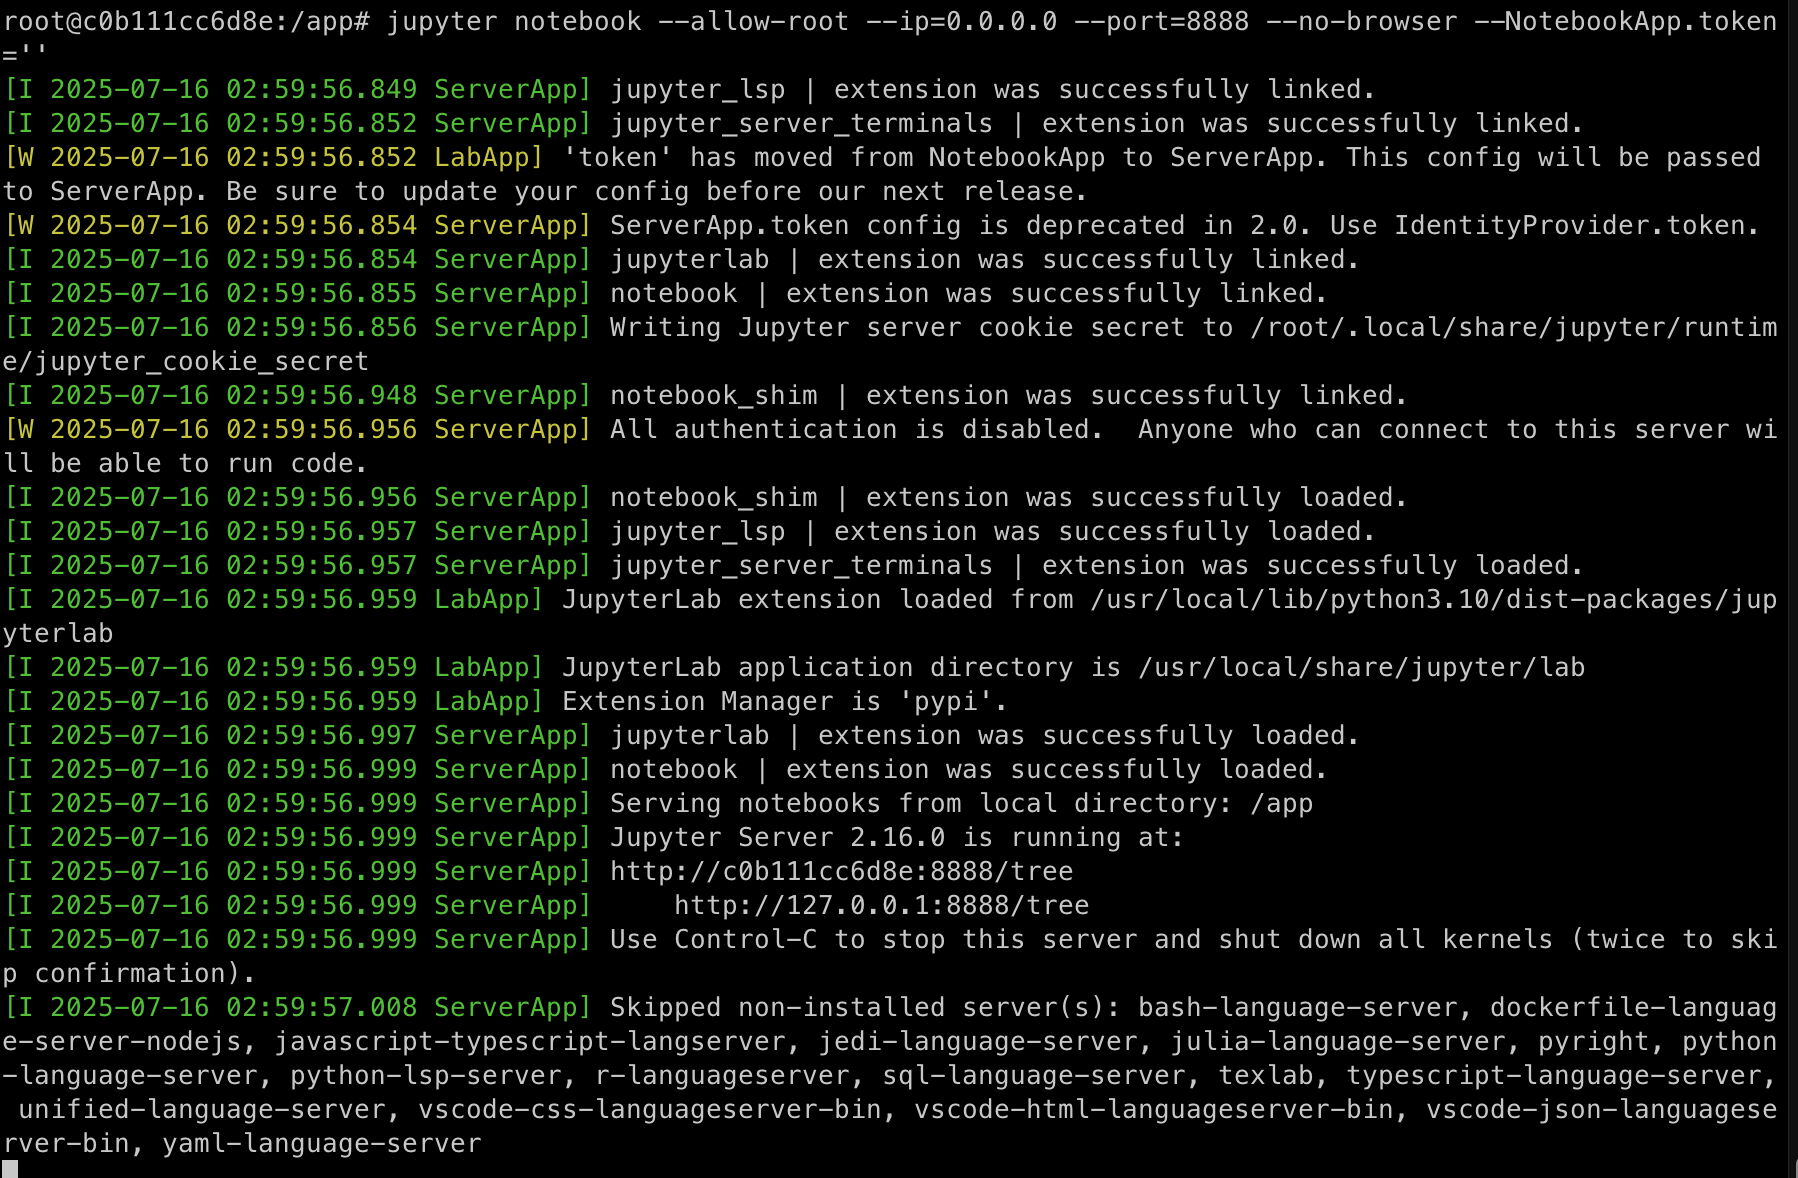 root@c0b111cc6d8e:/app# jupyter notebook --allow-root --ip=0.0.0.0 --port=8888 --no-browser --NotebookApp.token
=''
[I 2025-07-16 02:59:56.849 ServerApp] jupyter_lsp | extension was successfully linked.
[I 2025-07-16 02:59:56.852 ServerApp] jupyter_server_terminals | extension was successfully linked.
[W 2025-07-16 02:59:56.852 LabApp] 'token' has moved from NotebookApp to ServerApp. This config will be passed
to ServerApp. Be sure to update your config before our next release.
[W 2025-07-16 02:59:56.854 ServerApp] ServerApp.token config is deprecated in 2.0. Use IdentityProvider.token.
[I 2025-07-16 02:59:56.854 ServerApp] jupyterlab | extension was successfully linked.
[I 2025-07-16 02:59:56.855 ServerApp] notebook | extension was successfully linked.
[I 2025-07-16 02:59:56.856 ServerApp] Writing Jupyter server cookie secret to /root/.local/share/jupyter/runtim
e/jupyter_cookie_secret
[I 2025-07-16 02:59:56.948 ServerApp] notebook_shim | extension was successfully linked.
[W 2025-07-16 02:59:56.956 ServerApp] All authentication is disabled.  Anyone who can connect to this server wi
ll be able to run code.
[I 2025-07-16 02:59:56.956 ServerApp] notebook_shim | extension was successfully loaded.
[I 2025-07-16 02:59:56.957 ServerApp] jupyter_lsp | extension was successfully loaded.
[I 2025-07-16 02:59:56.957 ServerApp] jupyter_server_terminals | extension was successfully loaded.
[I 2025-07-16 02:59:56.959 LabApp] JupyterLab extension loaded from /usr/local/lib/python3.10/dist-packages/jup
yterlab
[I 2025-07-16 02:59:56.959 LabApp] JupyterLab application directory is /usr/local/share/jupyter/lab
[I 2025-07-16 02:59:56.959 LabApp] Extension Manager is 'pypi'.
[I 2025-07-16 02:59:56.997 ServerApp] jupyterlab | extension was successfully loaded.
[I 2025-07-16 02:59:56.999 ServerApp] notebook | extension was successfully loaded.
[I 2025-07-16 02:59:56.999 ServerApp] Serving notebooks from local directory: /app
[I 2025-07-16 02:59:56.999 ServerApp] Jupyter Server 2.16.0 is running at:
[I 2025-07-16 02:59:56.999 ServerApp] http://c0b111cc6d8e:8888/tree
[I 2025-07-16 02:59:56.999 ServerApp]     http://127.0.0.1:8888/tree
[I 2025-07-16 02:59:56.999 ServerApp] Use Control-C to stop this server and shut down all kernels (twice to ski
p confirmation).
[I 2025-07-16 02:59:57.008 ServerApp] Skipped non-installed server(s): bash-language-server, dockerfile-languag
e-server-nodejs, javascript-typescript-langserver, jedi-language-server, julia-language-server, pyright, python
-language-server, python-lsp-server, r-languageserver, sql-language-server, texlab, typescript-language-server,
 unified-language-server, vscode-css-languageserver-bin, vscode-html-languageserver-bin, vscode-json-languagese
rver-bin, yaml-language-server